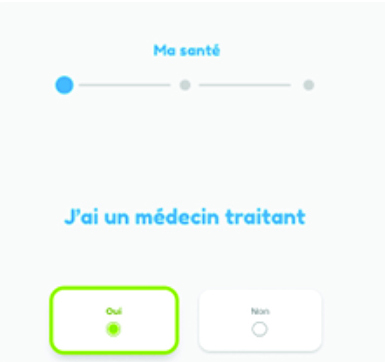 Ma santé
J'ai un médecin traitant
Oui
Non